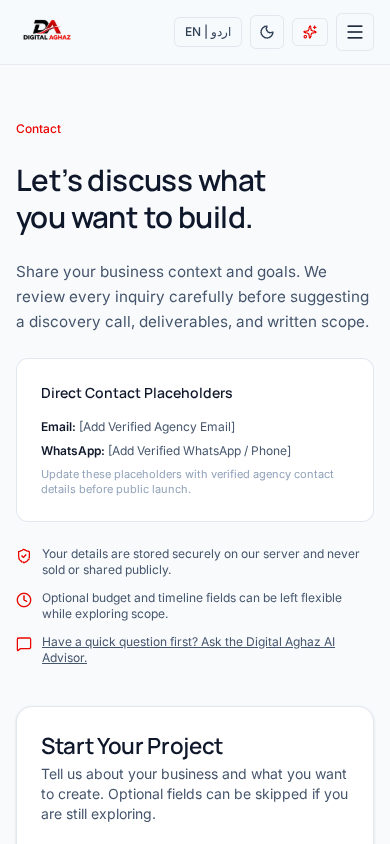 DA
DIGITAL AGHAZ
EN | اردو
Contact
Let’s discuss what
you want to build.
Share your business context and goals. We
review every inquiry carefully before suggesting
a discovery call, deliverables, and written scope.
Direct Contact Placeholders
Email: [Add Verified Agency Email]
WhatsApp: [Add Verified WhatsApp / Phone]
Update these placeholders with verified agency contact
details before public launch.
Your details are stored securely on our server and never
sold or shared publicly.
Optional budget and timeline fields can be left flexible
while exploring scope.
Have a quick question first? Ask the Digital Aghaz AI
Advisor.
Start Your Project
Tell us about your business and what you want
to create. Optional fields can be skipped if you
are still exploring.